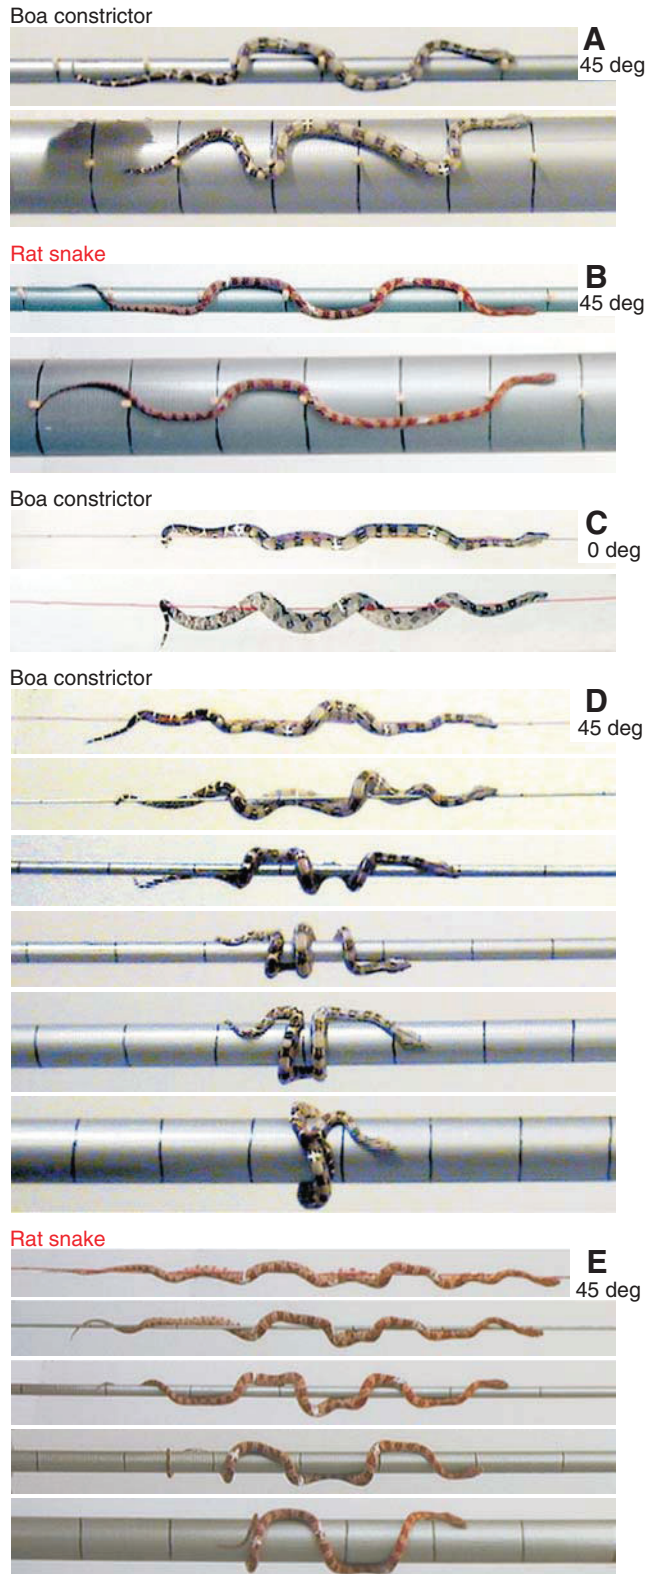 Boa constrictor
A
45 deg
Rat snake
B
45 deg
Boa constrictor
C
0 deg
Boa constrictor
D
45 deg
Rat snake
E
45 deg